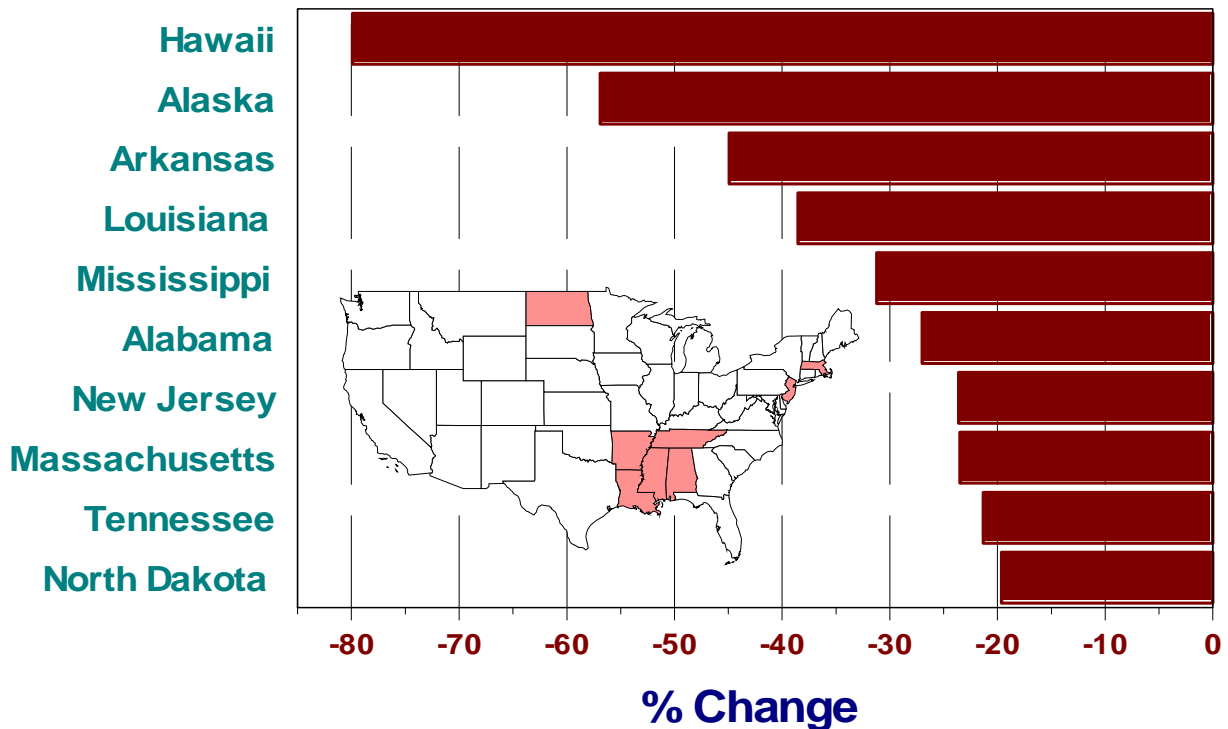 Hawaii
Alaska
Arkansas
Louisiana
Mississippi
Alabama
New Jersey
Massachusetts
Tennessee
North Dakota
-80 -70 -60 -50 -40 -30 -20 -10 0
% Change